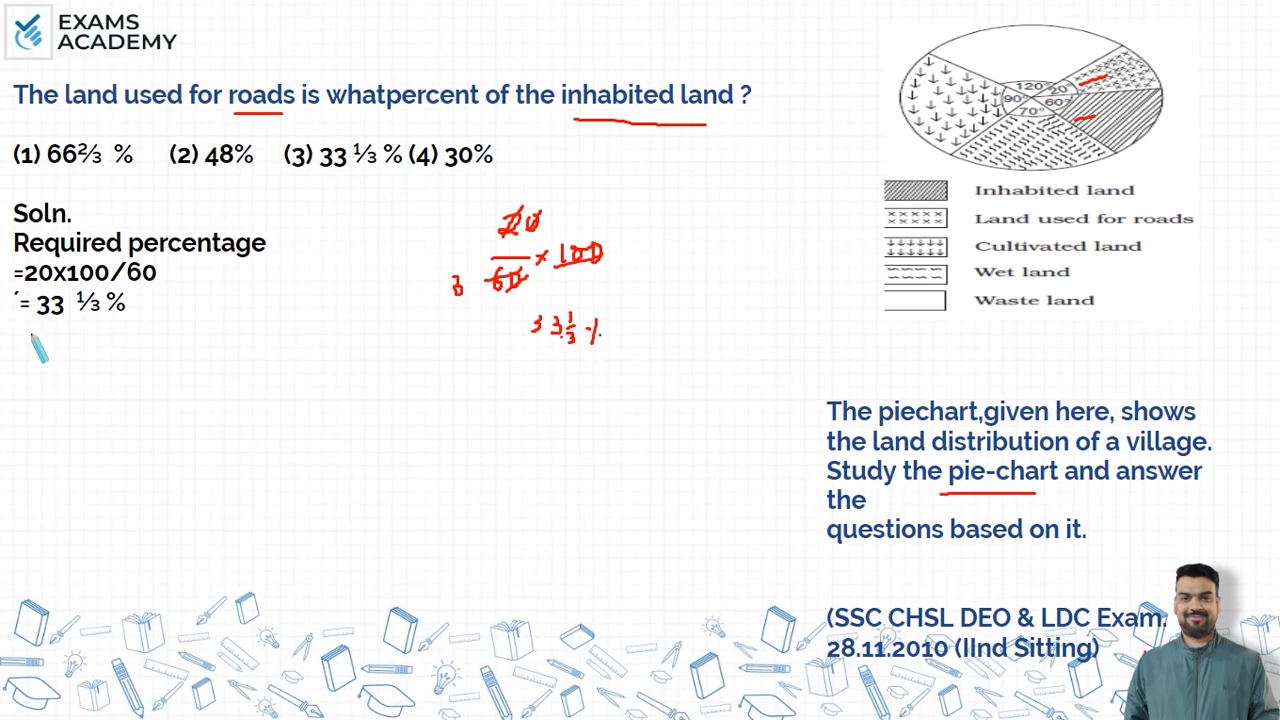 EXAMS
ACADEMY
The land used for roads is whatpercent of the inhabited land ?
(1) 66⅔ % (2) 48% (3) 33 ⅓ % (4) 30%
Soln.
Required percentage
=20x100/60
´= 33 ⅓ %
20
60 × 100
3
33 1/3 %
120°
20°
90°
60°
70°
Inhabited land
Land used for roads
Cultivated land
Wet land
Waste land
The piechart,given here, shows
the land distribution of a village.
Study the pie-chart and answer
the
questions based on it.
(SSC CHSL DEO & LDC Exam.
28.11.2010 (IInd Sitting)